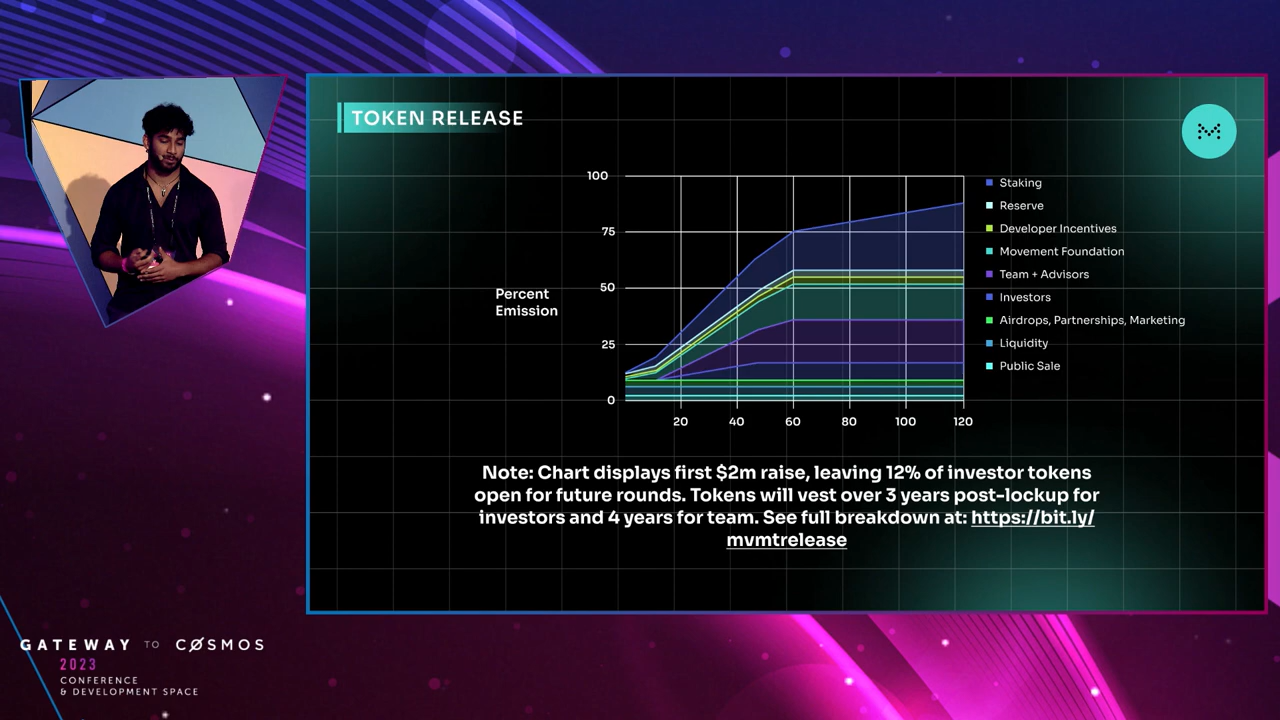 TOKEN RELEASE
100
75
50
25
0
Percent
Emission
20 40 60 80 100 120
Staking
Reserve
Developer Incentives
Movement Foundation
Team + Advisors
Investors
Airdrops, Partnerships, Marketing
Liquidity
Public Sale
Note: Chart displays first $2m raise, leaving 12% of investor tokens
open for future rounds. Tokens will vest over 3 years post-lockup for
investors and 4 years for team. See full breakdown at: https://bit.ly/
mvmtrelease
GATEWAY TO CØSMOS
2023
CONFERENCE
& DEVELOPMENT SPACE